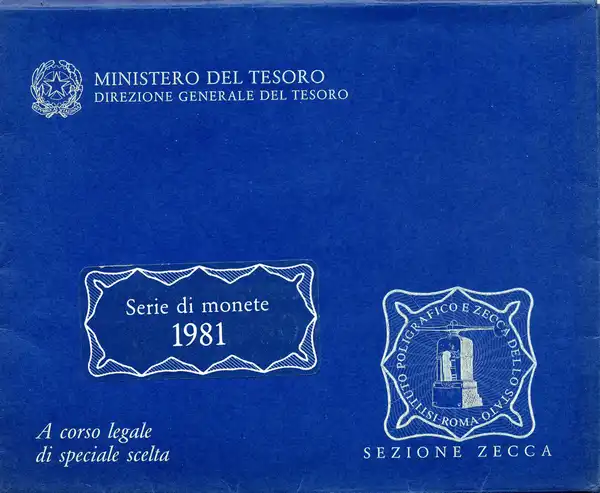 MINISTERO DEL TESORO
DIREZIONE GENERALE DEL TESORO
Serie di monete
1981
A corso legale
di speciale scelta
ISTITUTO POLIGRAFICO E ZECCA DELLO STATO-ROMA-
SEZIONE ZECCA